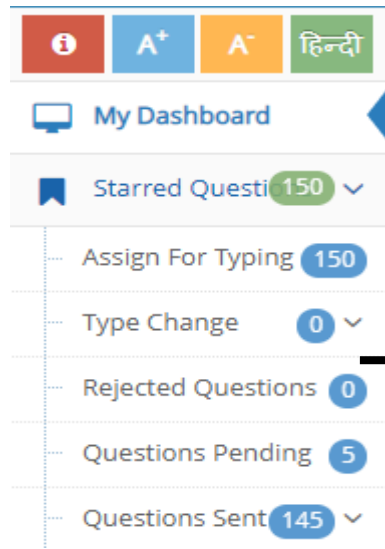 i A+ A- हिन्दी
My Dashboard
Starred Questi 150
Assign For Typing 150
Type Change 0
Rejected Questions 0
Questions Pending 5
Questions Sent 145